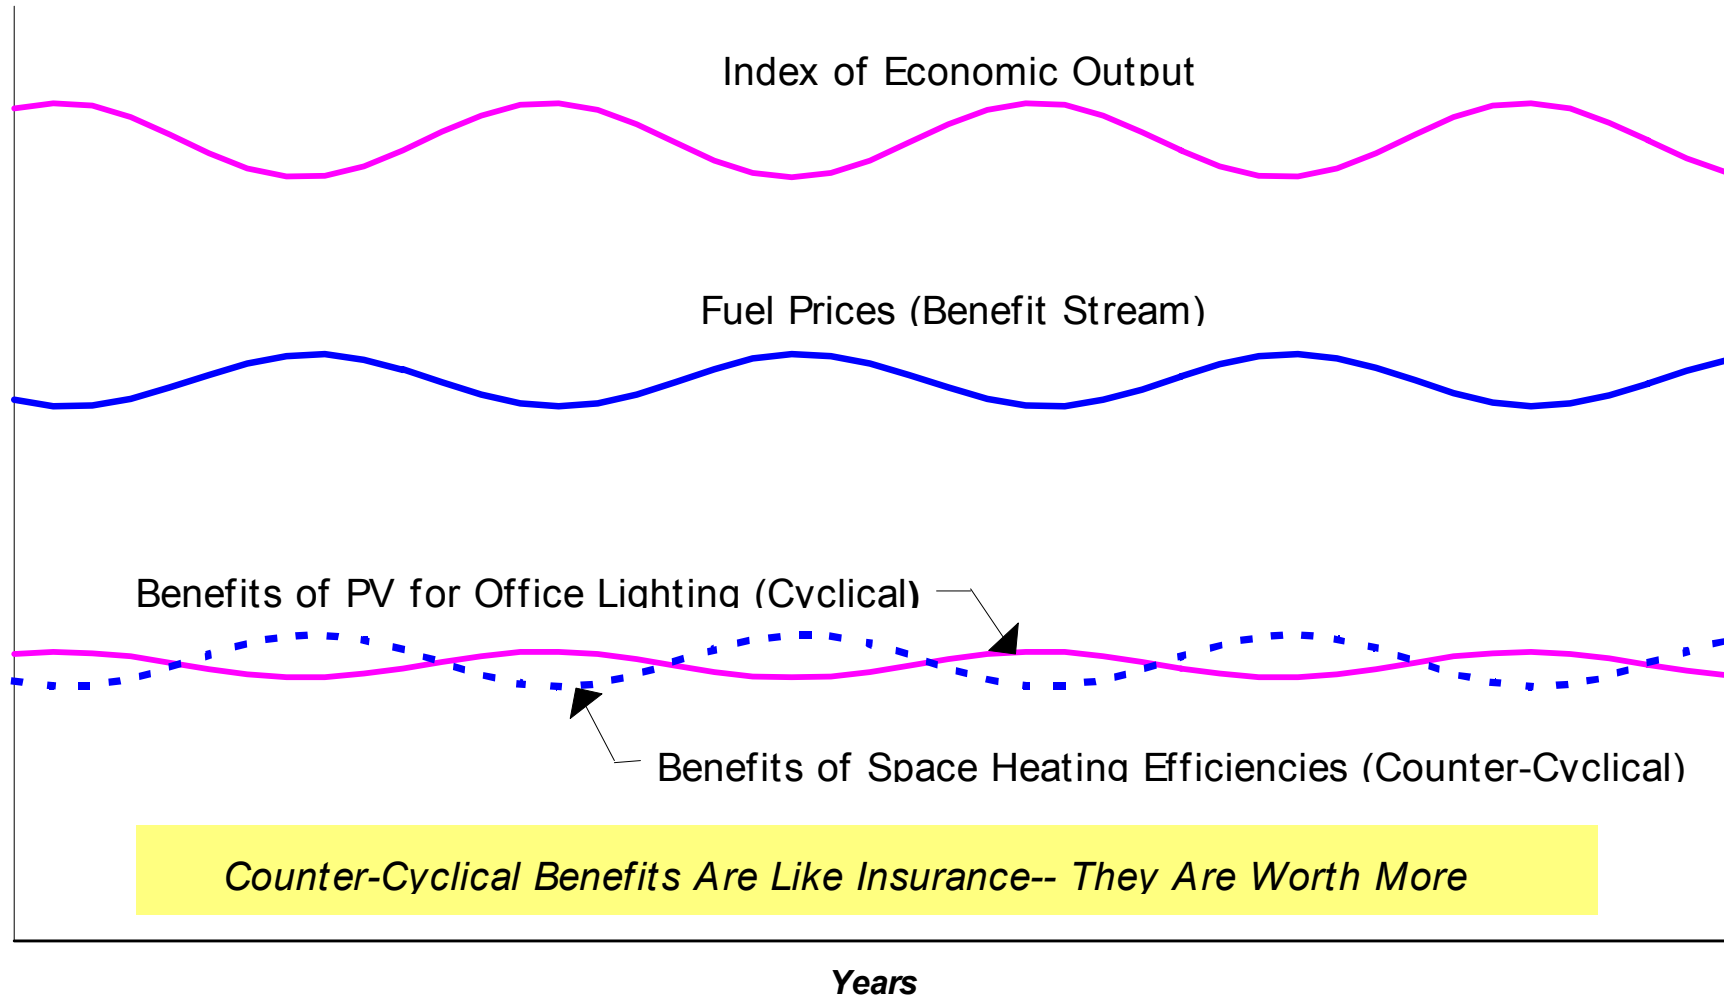 Index of Economic Output
Fuel Prices (Benefit Stream)
Benefits of PV for Office Lighting (Cyclical)
Benefits of Space Heating Efficiencies (Counter-Cyclical)
Counter-Cyclical Benefits Are Like Insurance-- They Are Worth More
Years